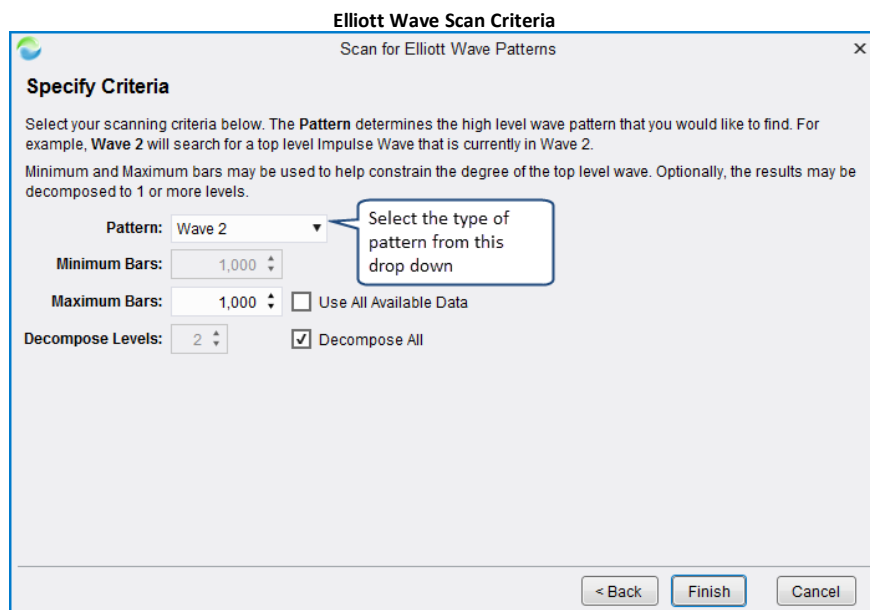 Elliott Wave Scan Criteria
Scan for Elliott Wave Patterns
Specify Criteria
Select your scanning criteria below. The Pattern determines the high level wave pattern that you would like to find. For
example, Wave 2 will search for a top level Impulse Wave that is currently in Wave 2.
Minimum and Maximum bars may be used to help constrain the degree of the top level wave. Optionally, the results may be
decomposed to 1 or more levels.
Pattern: Wave 2
Select the type of
pattern from this
drop down
Minimum Bars: 1,000
Maximum Bars: 1,000 Use All Available Data
Decompose Levels: 2 Decompose All
< Back Finish Cancel